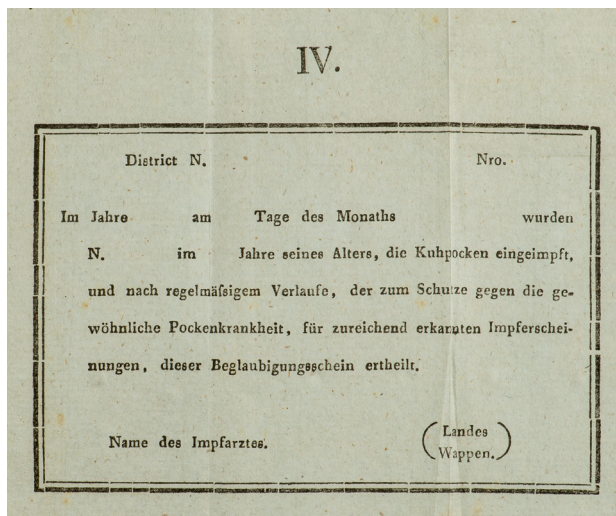 IV.
District N. Nro.
Im Jahre am Tage des Monaths wurden
N. im Jahre seines Alters, die Kuhpocken eingeimpft,
und nach regelmäſsigem Verlaufe, der zum Schutze gegen die ge-
wöhnliche Pockenkrankheit, für zureichend erkannten Impferschei-
nungen, dieser Beglaubigungsschein ertheilt.
Name des Impfarztes. (Landes
Wappen.)